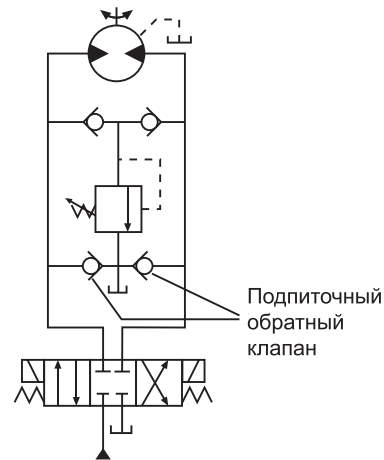 Подпиточный
обратный
клапан